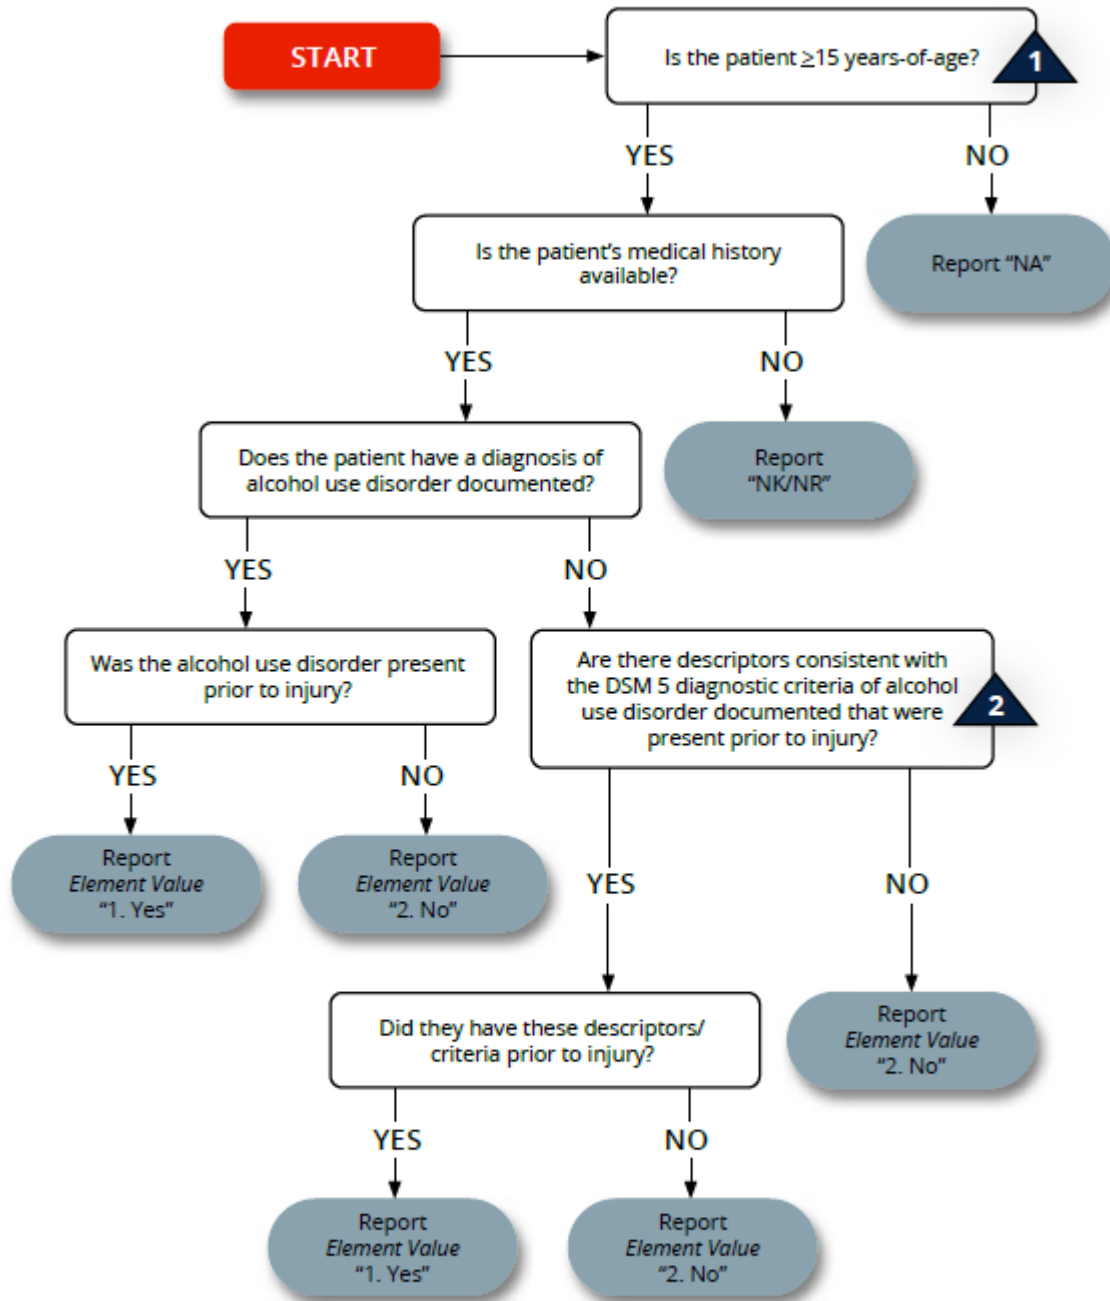 START
Is the patient ≥15 years-of-age?
1
YES
NO
Is the patient's medical history
available?
Report “NA”
YES
NO
Does the patient have a diagnosis of
alcohol use disorder documented?
Report
“NK/NR”
YES
NO
Was the alcohol use disorder present
prior to injury?
Are there descriptors consistent with
the DSM 5 diagnostic criteria of alcohol
use disorder documented that were
present prior to injury?
2
YES
NO
Report
Element Value
“1. Yes”
Report
Element Value
“2. No”
YES
NO
Did they have these descriptors/
criteria prior to injury?
Report
Element Value
“2. No”
YES
NO
Report
Element Value
“1. Yes”
Report
Element Value
“2. No”